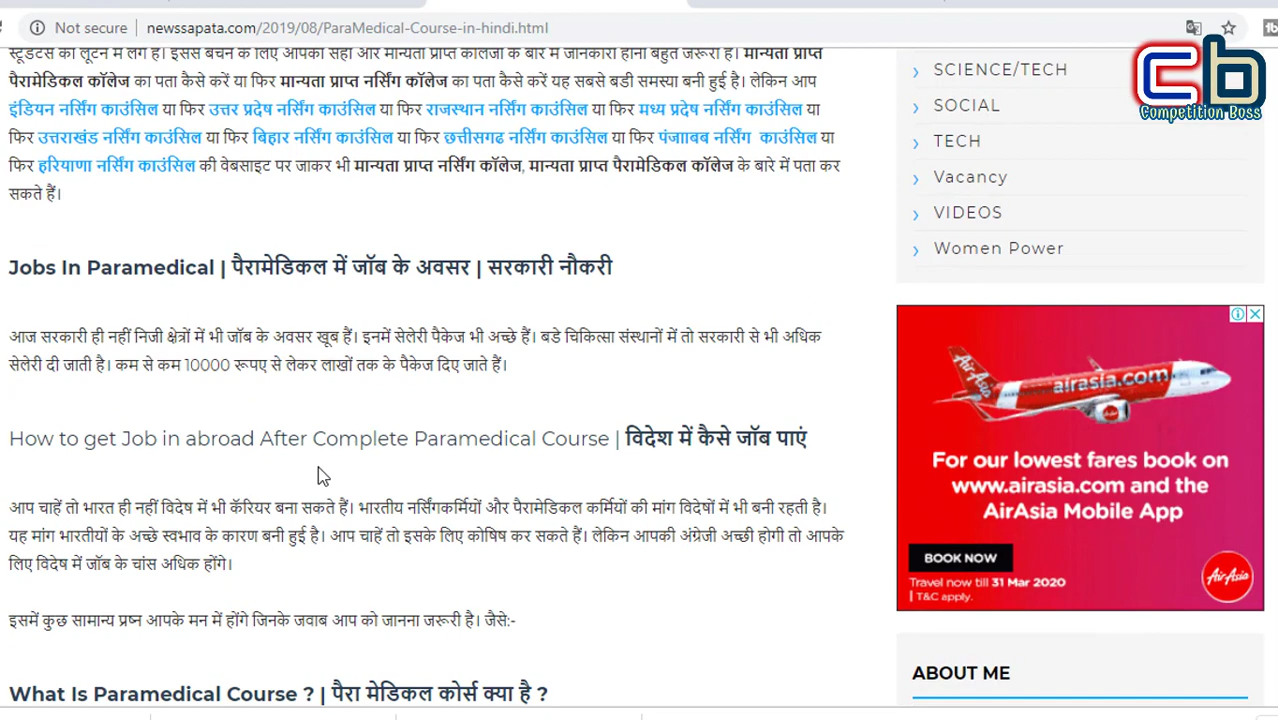 Not secure | newssapata.com/2019/08/ParaMedical-Course-in-hindi.html
स्टूडेंटस को लूटने में लगे है। इससे बचने के लिए आपको सही और मान्यता प्राप्त कॉलेजों के बारे में जानकारी होना बहुत जरूरी है। मान्यता प्राप्त
पैरामेडिकल कॉलेज का पता कैसे करें या फिर मान्यता प्राप्त नर्सिंग कॉलेज का पता कैसे करें यह सबसे बडी समस्या बनी हुई है। लेकिन आप
इंडियन नर्सिंग काउंसिल या फिर उत्तर प्रदेष नर्सिंग काउंसिल या फिर राजस्थान नर्सिंग काउंसिल या फिर मध्य प्रदेष नर्सिंग काउंसिल या
फिर उत्तराखंड नर्सिंग काउंसिल या फिर बिहार नर्सिंग काउंसिल या फिर छत्तीसगढ नर्सिंग काउंसिल या फिर पंजााबब नर्सिंग काउंसिल या
फिर हरियाणा नर्सिंग काउंसिल की वेबसाइट पर जाकर भी मान्यता प्राप्त नर्सिंग कॉलेज, मान्यता प्राप्त पैरामेडिकल कॉलेज के बारे में पता कर
सकते हैं।
Jobs In Paramedical | पैरामेडिकल में जॉब के अवसर | सरकारी नौकरी
आज सरकारी ही नहीं निजी क्षेत्रों में भी जॉब के अवसर खूब हैं। इनमें सेलेरी पैकेज भी अच्छे हैं। बडे चिकित्सा संस्थानों में तो सरकारी से भी अधिक
सेलेरी दी जाती है। कम से कम 10000 रूपए से लेकर लाखों तक के पैकेज दिए जाते हैं।
How to get Job in abroad After Complete Paramedical Course | विदेश में कैसे जॉब पाएं
आप चाहें तो भारत ही नहीं विदेष में भी कॅरियर बना सकते हैं। भारतीय नर्सिंगकर्मियों और पैरामेडिकल कर्मियों की मांग विदेषों में भी बनी रहती है।
यह मांग भारतीयों के अच्छे स्वभाव के कारण बनी हुई है। आप चाहें तो इसके लिए कोषिष कर सकते हैं। लेकिन आपकी अंग्रेजी अच्छी होगी तो आपके
लिए विदेष में जॉब के चांस अधिक होंगे।
इसमें कुछ सामान्य प्रष्न आपके मन में होंगे जिनके जवाब आप को जानना जरूरी है। जैसे:-
What Is Paramedical Course ? | पैरा मेडिकल कोर्स क्या है ?
SCIENCE/TECH
SOCIAL
TECH
Vacancy
VIDEOS
Women Power
cb
Competition Boss
AirAsia
airasia.com
For our lowest fares book on
www.airasia.com and the
AirAsia Mobile App
BOOK NOW
Travel now till 31 Mar 2020
| T&C apply.
AirAsia
ABOUT ME